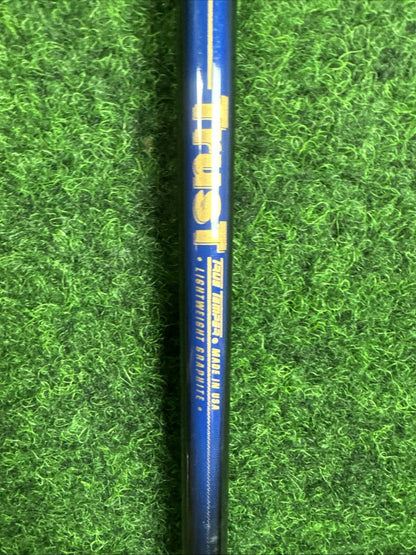 TrusT
TRUE TEMPER • MADE IN USA
• LIGHTWEIGHT GRAPHITE •